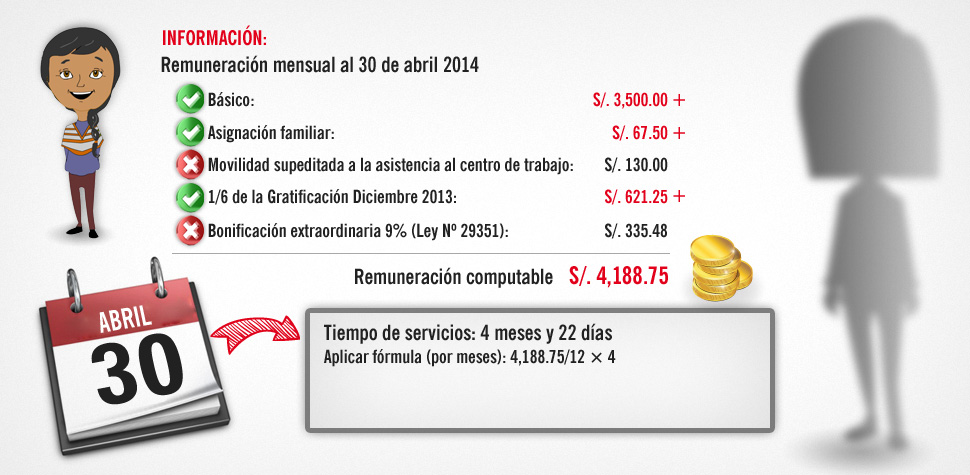 INFORMACIÓN:
Remuneración mensual al 30 de abril 2014
Básico: S/. 3,500.00 +
Asignación familiar: S/. 67.50 +
Movilidad supeditada a la asistencia al centro de trabajo: S/. 130.00
1/6 de la Gratificación Diciembre 2013: S/. 621.25 +
Bonificación extraordinaria 9% (Ley Nº 29351): S/. 335.48
Remuneración computable S/. 4,188.75
ABRIL
30
Tiempo de servicios: 4 meses y 22 días
Aplicar fórmula (por meses): 4,188.75/12 × 4